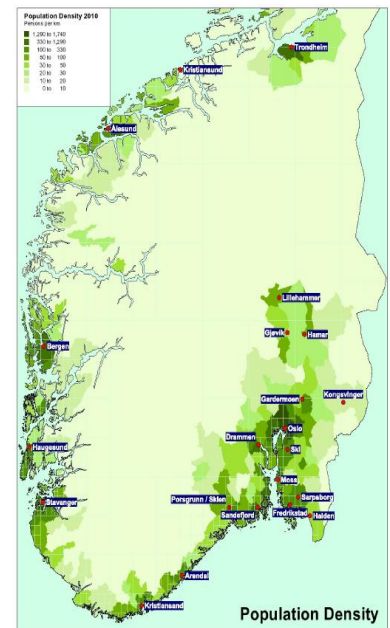 Population Density 2010
Persons per km
1,290 to 1,740
330 to 1,290
100 to 330
50 to 100
30 to 50
20 to 30
10 to 20
0 to 10
Trondheim
Kristiansund
Ålesund
Lillehammer
Gjøvik
Hamar
Bergen
Gardermoen
Kongsvinger
Oslo
Drammen
Ski
Haugesund
Moss
Stavanger
Porsgrunn / Skien
Sarpsborg
Sandefjord
Fredrikstad
Halden
Arendal
Kristiansand
Population Density